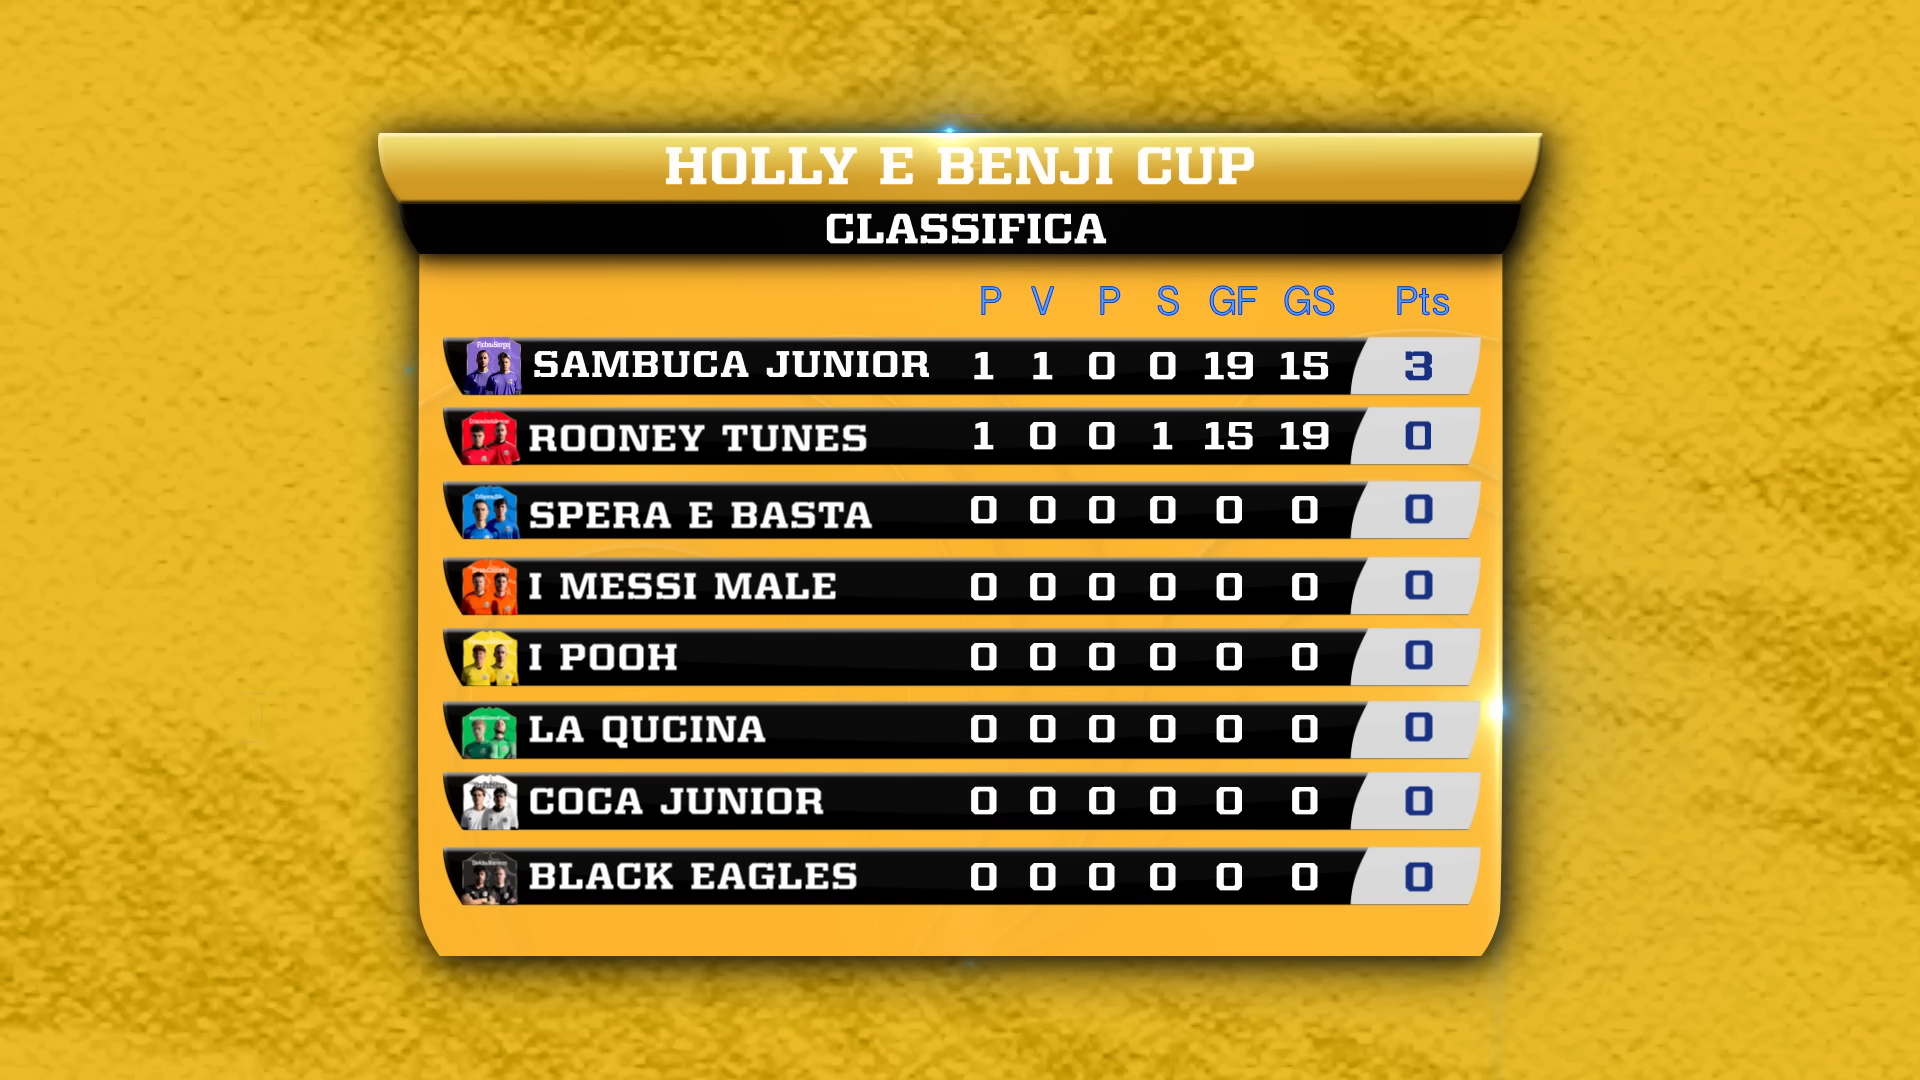 HOLLY E BENJI CUP
CLASSIFICA
P V P S GF GS Pts
SAMBUCA JUNIOR 1 1 0 0 19 15 3
ROONEY TUNES 1 0 0 1 15 19 0
SPERA E BASTA 0 0 0 0 0 0 0
I MESSI MALE 0 0 0 0 0 0 0
I POOH 0 0 0 0 0 0 0
LA QUCINA 0 0 0 0 0 0 0
COCA JUNIOR 0 0 0 0 0 0 0
BLACK EAGLES 0 0 0 0 0 0 0